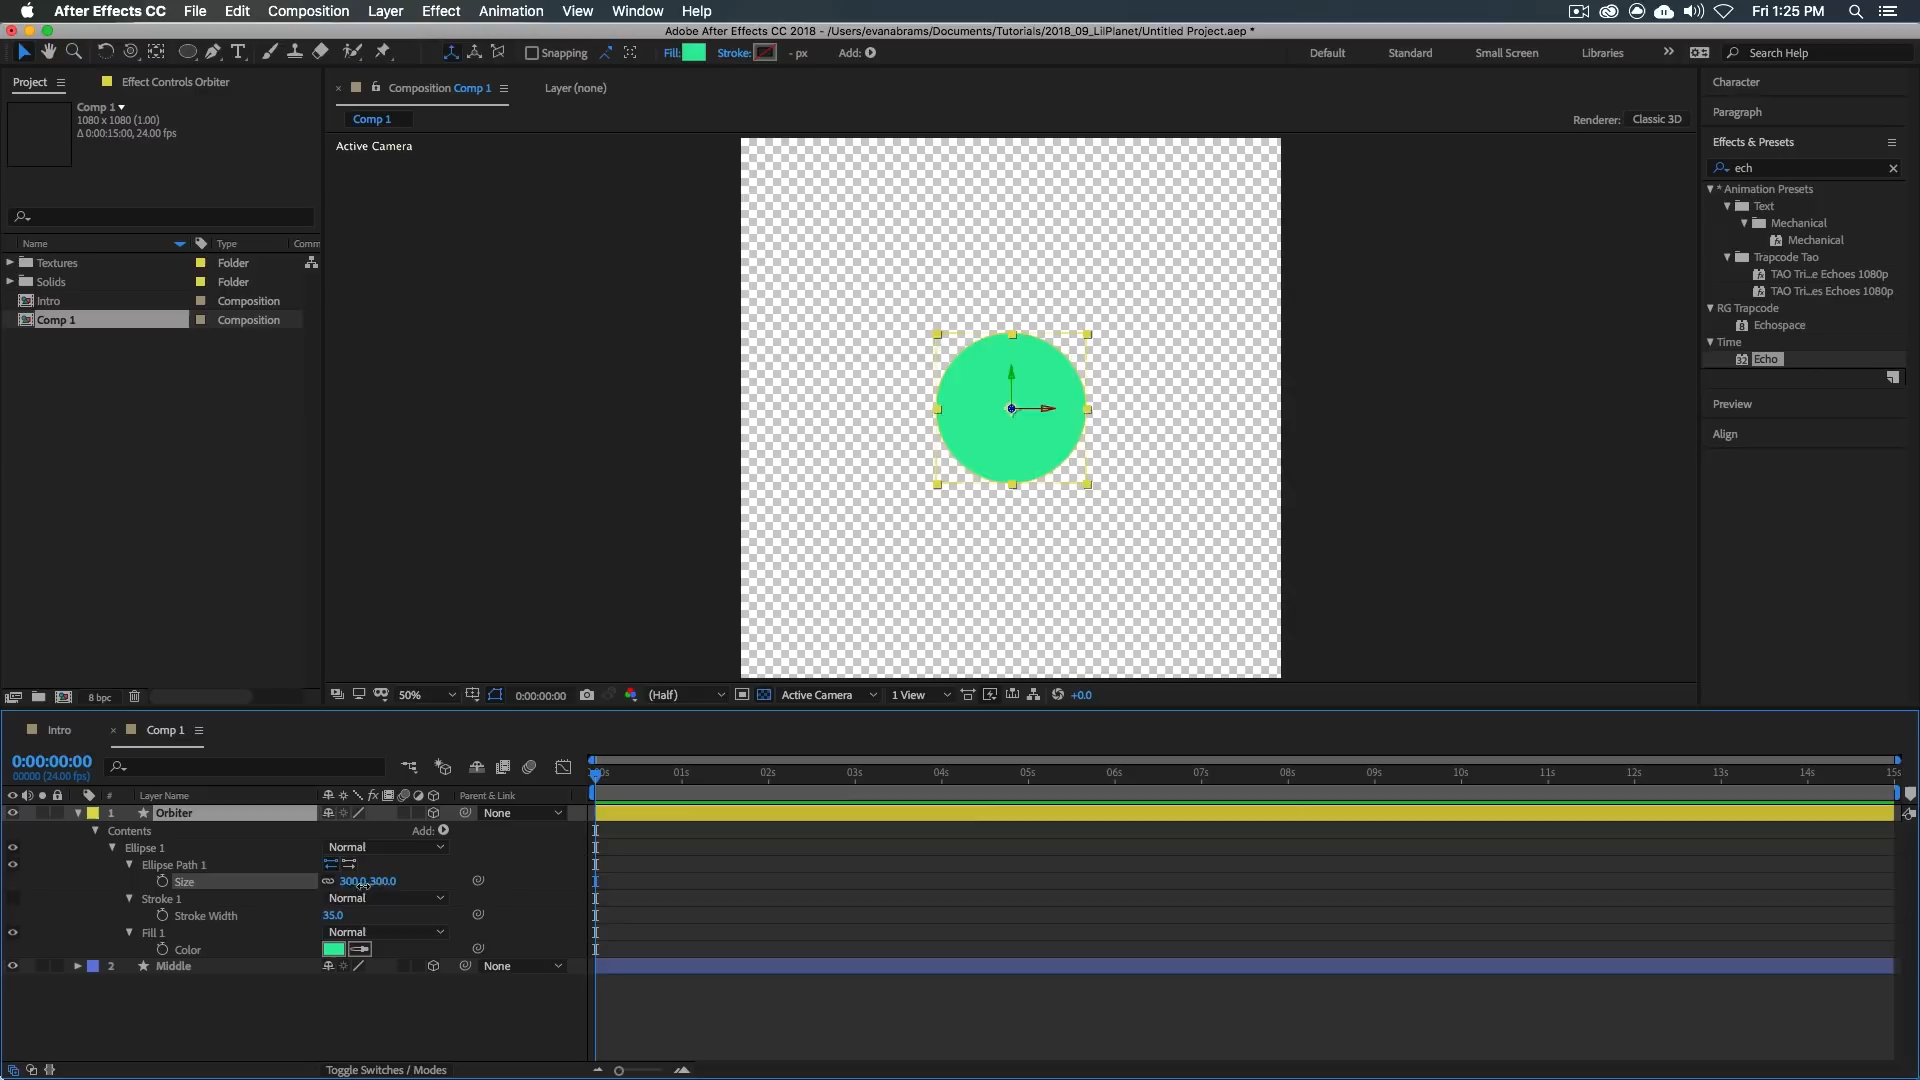 After Effects CC File Edit Composition Layer Effect Animation View Window Help Fri 1:25 PM
Adobe After Effects CC 2018 - /Users/evanabrams/Documents/Tutorials/2018_09_LilPlanet/Untitled Project.aep *
Snapping Fill: Stroke: - px Add: Default Standard Small Screen Libraries » Search Help
Project Effect Controls Orbiter
Composition Comp 1 Layer (none)
Character
Comp 1
1080 x 1080 (1.00)
Δ 0:00:15:00, 24.00 fps
Comp 1
Renderer: Classic 3D
Active Camera
Paragraph
Effects & Presets
ech
* Animation Presets
Text
Mechanical
Mechanical
Trapcode Tao
TAO Tri...e Echoes 1080p
TAO Tri...es Echoes 1080p
RG Trapcode
Echospace
Time
32 Echo
Preview
Align
Name Type Comm
Textures Folder
Solids Folder
Intro Composition
Comp 1 Composition
8 bpc
50% 0:00:00:00 (Half) Active Camera 1 View +0.0
Intro Comp 1
0:00:00:00
00000 (24.00 fps)
00s 01s 02s 03s 04s 05s 06s 07s 08s 09s 10s 11s 12s 13s 14s 15s
# Layer Name fx Parent & Link
1 Orbiter None
Contents Add:
Ellipse 1 Normal
Ellipse Path 1
Size 300.0,300.0
Stroke 1 Normal
Stroke Width 35.0
Fill 1 Normal
Color
2 Middle None
Toggle Switches / Modes